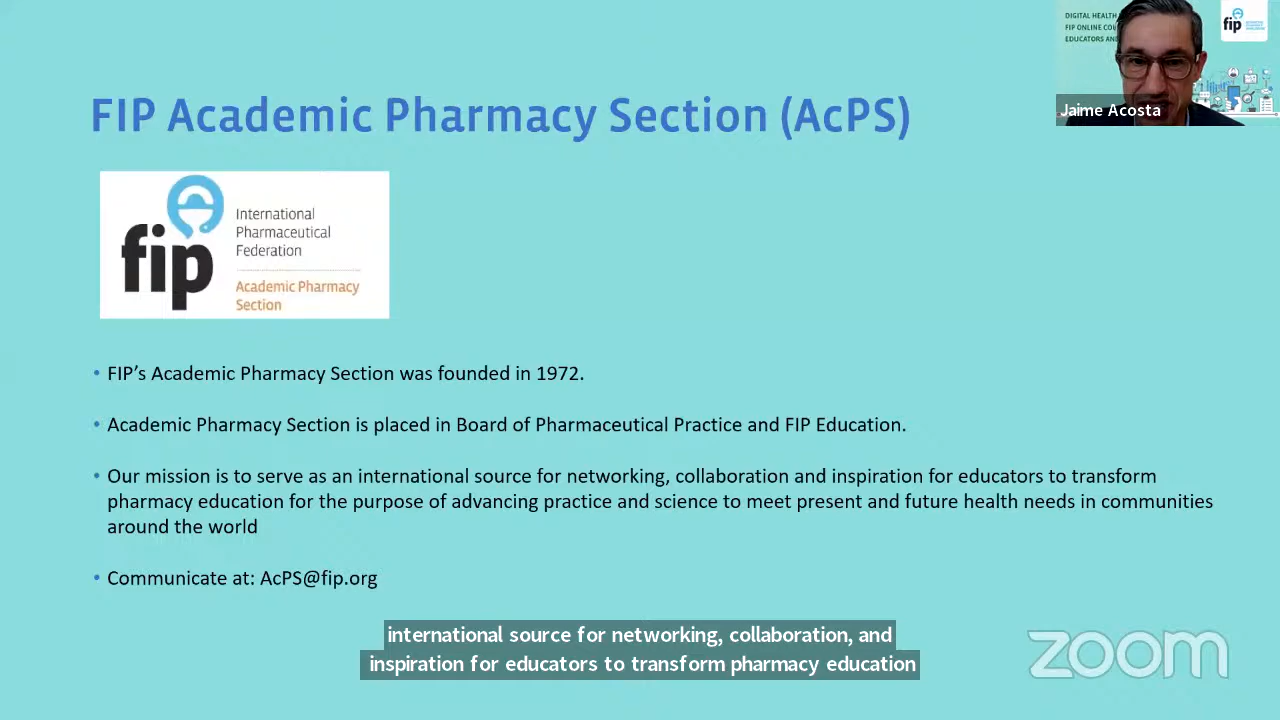 DIGITAL HEALTH
FIP ONLINE COU
EDUCATORS AN
fip
Jaime Acosta
FIP Academic Pharmacy Section (AcPS)
fip
International
Pharmaceutical
Federation
Academic Pharmacy
Section
• FIP’s Academic Pharmacy Section was founded in 1972.
• Academic Pharmacy Section is placed in Board of Pharmaceutical Practice and FIP Education.
• Our mission is to serve as an international source for networking, collaboration and inspiration for educators to transform
pharmacy education for the purpose of advancing practice and science to meet present and future health needs in communities
around the world
• Communicate at: AcPS@fip.org
international source for networking, collaboration, and
inspiration for educators to transform pharmacy education
zoom